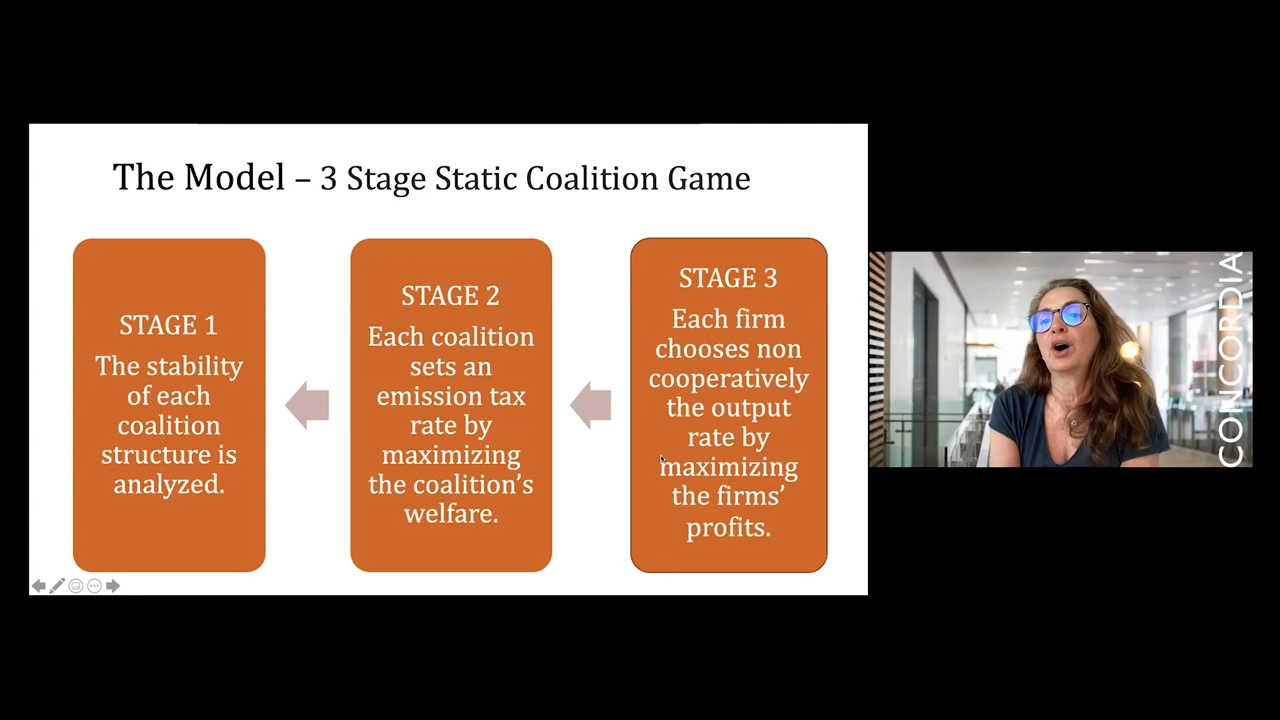 The Model – 3 Stage Static Coalition Game
STAGE 1
The stability
of each
coalition
structure is
analyzed.
STAGE 2
Each coalition
sets an
emission tax
rate by
maximizing
the coalition’s
welfare.
STAGE 3
Each firm
chooses non
cooperatively
the output
rate by
maximizing
the firms’
profits.
CONCORDIA